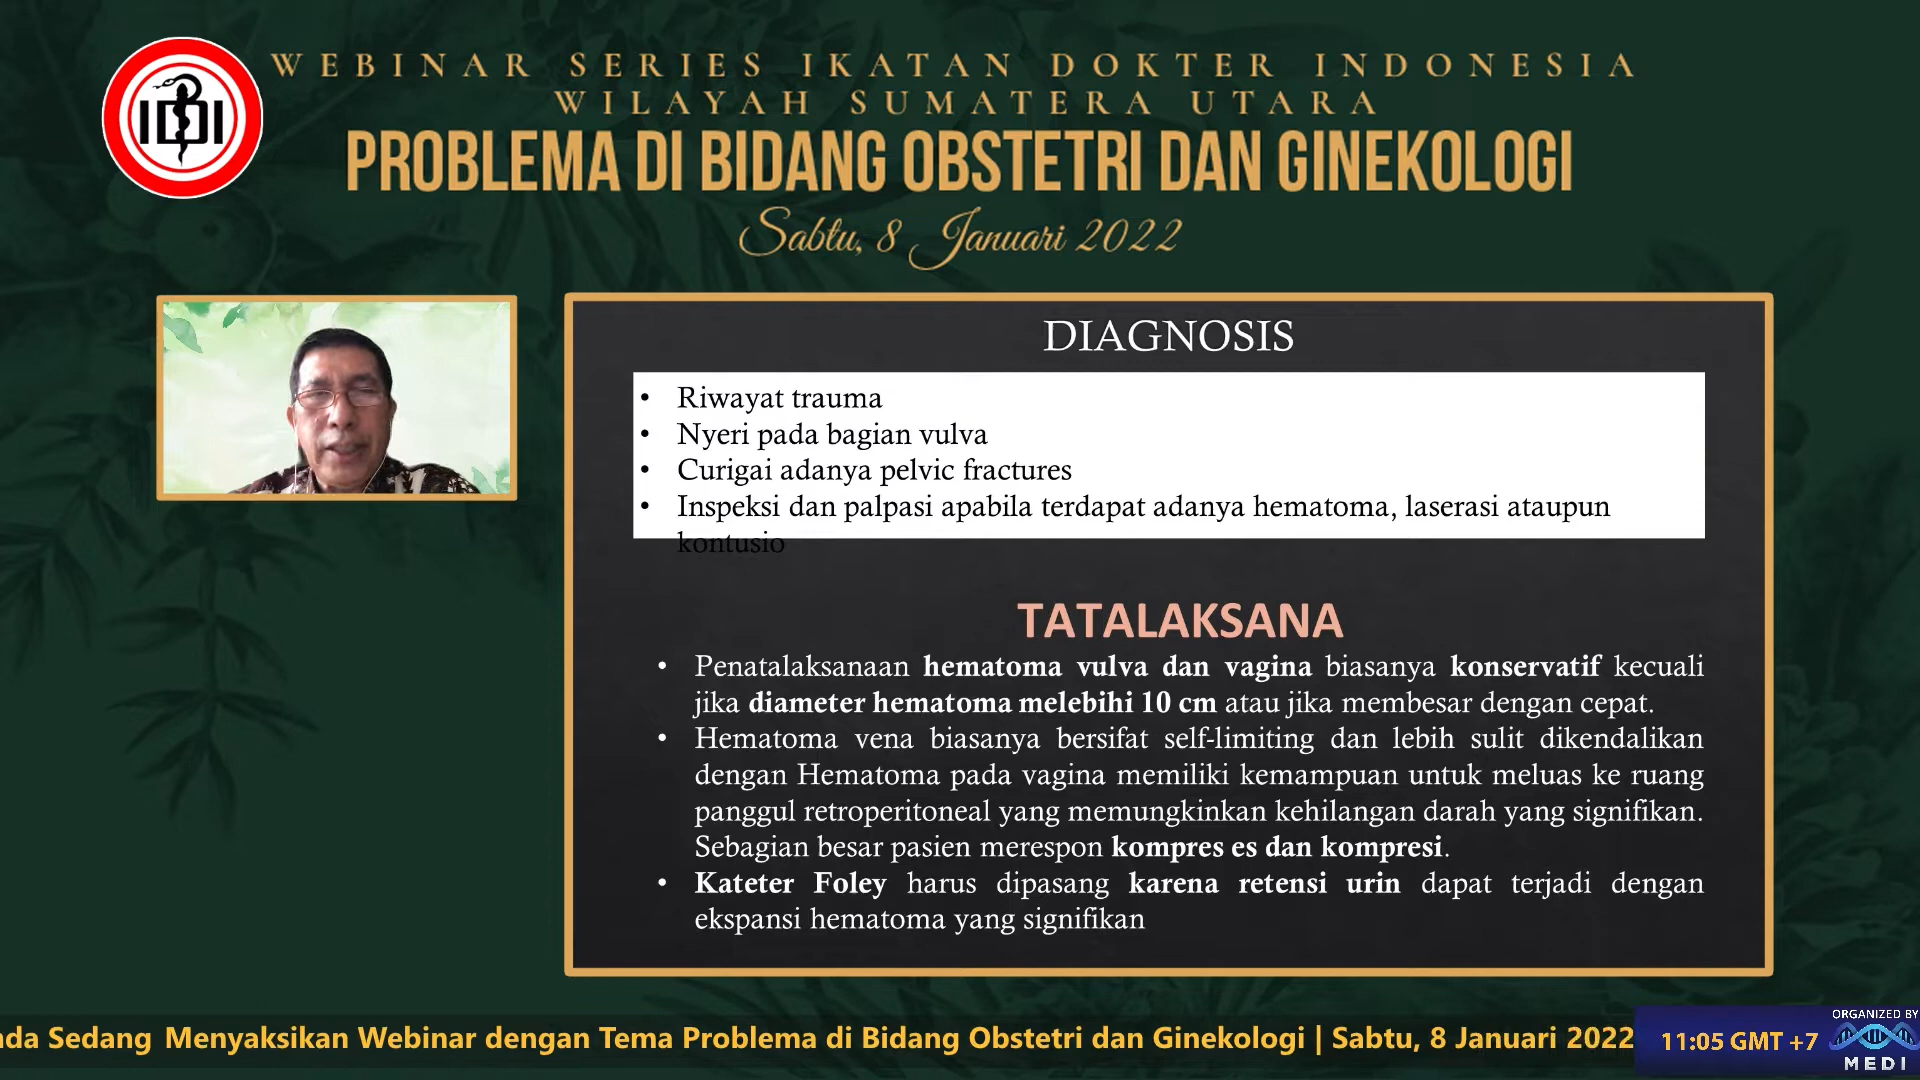 IDI
WEBINAR SERIES IKATAN DOKTER INDONESIA
WILAYAH SUMATERA UTARA
PROBLEMA DI BIDANG OBSTETRI DAN GINEKOLOGI
Sabtu, 8 Januari 2022
DIAGNOSIS
• Riwayat trauma
• Nyeri pada bagian vulva
• Curigai adanya pelvic fractures
• Inspeksi dan palpasi apabila terdapat adanya hematoma, laserasi ataupun
kontusio
TATALAKSANA
• Penatalaksanaan hematoma vulva dan vagina biasanya konservatif kecuali
jika diameter hematoma melebihi 10 cm atau jika membesar dengan cepat.
• Hematoma vena biasanya bersifat self-limiting dan lebih sulit dikendalikan
dengan Hematoma pada vagina memiliki kemampuan untuk meluas ke ruang
panggul retroperitoneal yang memungkinkan kehilangan darah yang signifikan.
Sebagian besar pasien merespon kompres es dan kompresi.
• Kateter Foley harus dipasang karena retensi urin dapat terjadi dengan
ekspansi hematoma yang signifikan
nda Sedang Menyaksikan Webinar dengan Tema Problema di Bidang Obstetri dan Ginekologi | Sabtu, 8 Januari 2022
11:05 GMT +7
ORGANIZED BY
MEDI